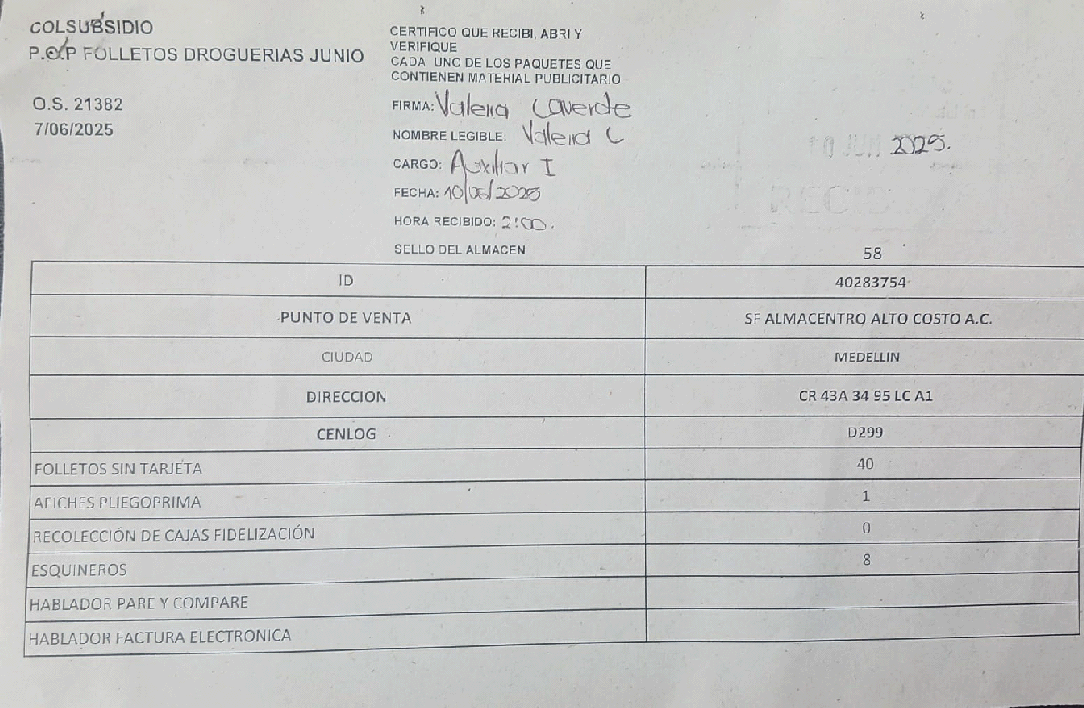 COLSUBSIDIO
P.O.P FOLLETOS DROGUERIAS JUNIO
O.S. 21382
7/06/2025
CERTIFICO QUE RECIBI, ABRI Y
VERIFIQUE
CADA UNO DE LOS PAQUETES QUE
CONTIENEN MATERIAL PUBLICITARIO
FIRMA: Valeria Laverde
NOMBRE LEGIBLE: Valeria L
CARGO: Auxiliar I
FECHA: 10/06/2025
HORA RECIBIDO: 2:00.
SELLO DEL ALMACEN
10 JUN 2025.
58
ID 40283754
PUNTO DE VENTA SF ALMACENTRO ALTO COSTO A.C.
CIUDAD MEDELLIN
DIRECCION CR 43A 34 95 LC A1
CENLOG D299
FOLLETOS SIN TARJETA 40
AFICHES PLIEGOPRIMA 1
RECOLECCIÓN DE CAJAS FIDELIZACIÓN 0
ESQUINEROS 8
HABLADOR PARE Y COMPARE
HABLADOR FACTURA ELECTRONICA